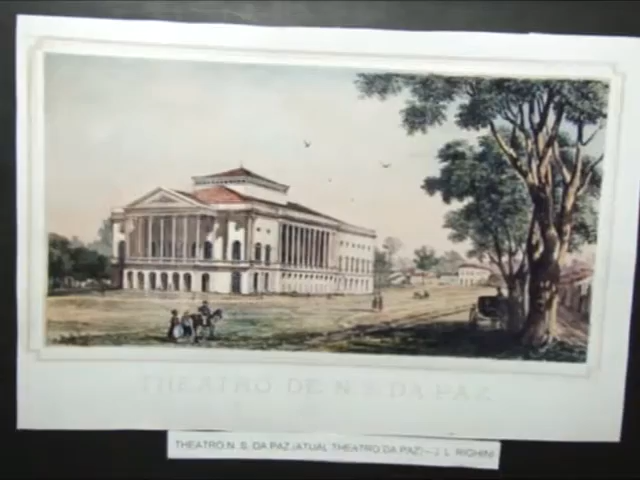 THEATRO DE N. S. DA PAZ
THEATRO N. S. DA PAZ (ATUAL THEATRO DA PAZ) - J. L. RIGHINI